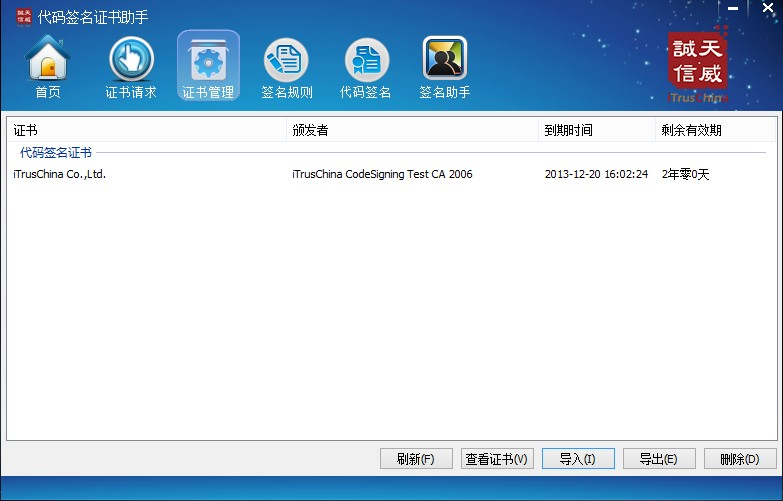 代码签名证书助手
首页 证书请求 证书管理 签名规则 代码签名 签名助手
誠天
信威
iTrusChina
证书 颁发者 到期时间 剩余有效期
代码签名证书
iTrusChina Co.,Ltd. iTrusChina CodeSigning Test CA 2006 2013-12-20 16:02:24 2年零0天
刷新(F) 查看证书(V) 导入(I) 导出(E) 删除(D)